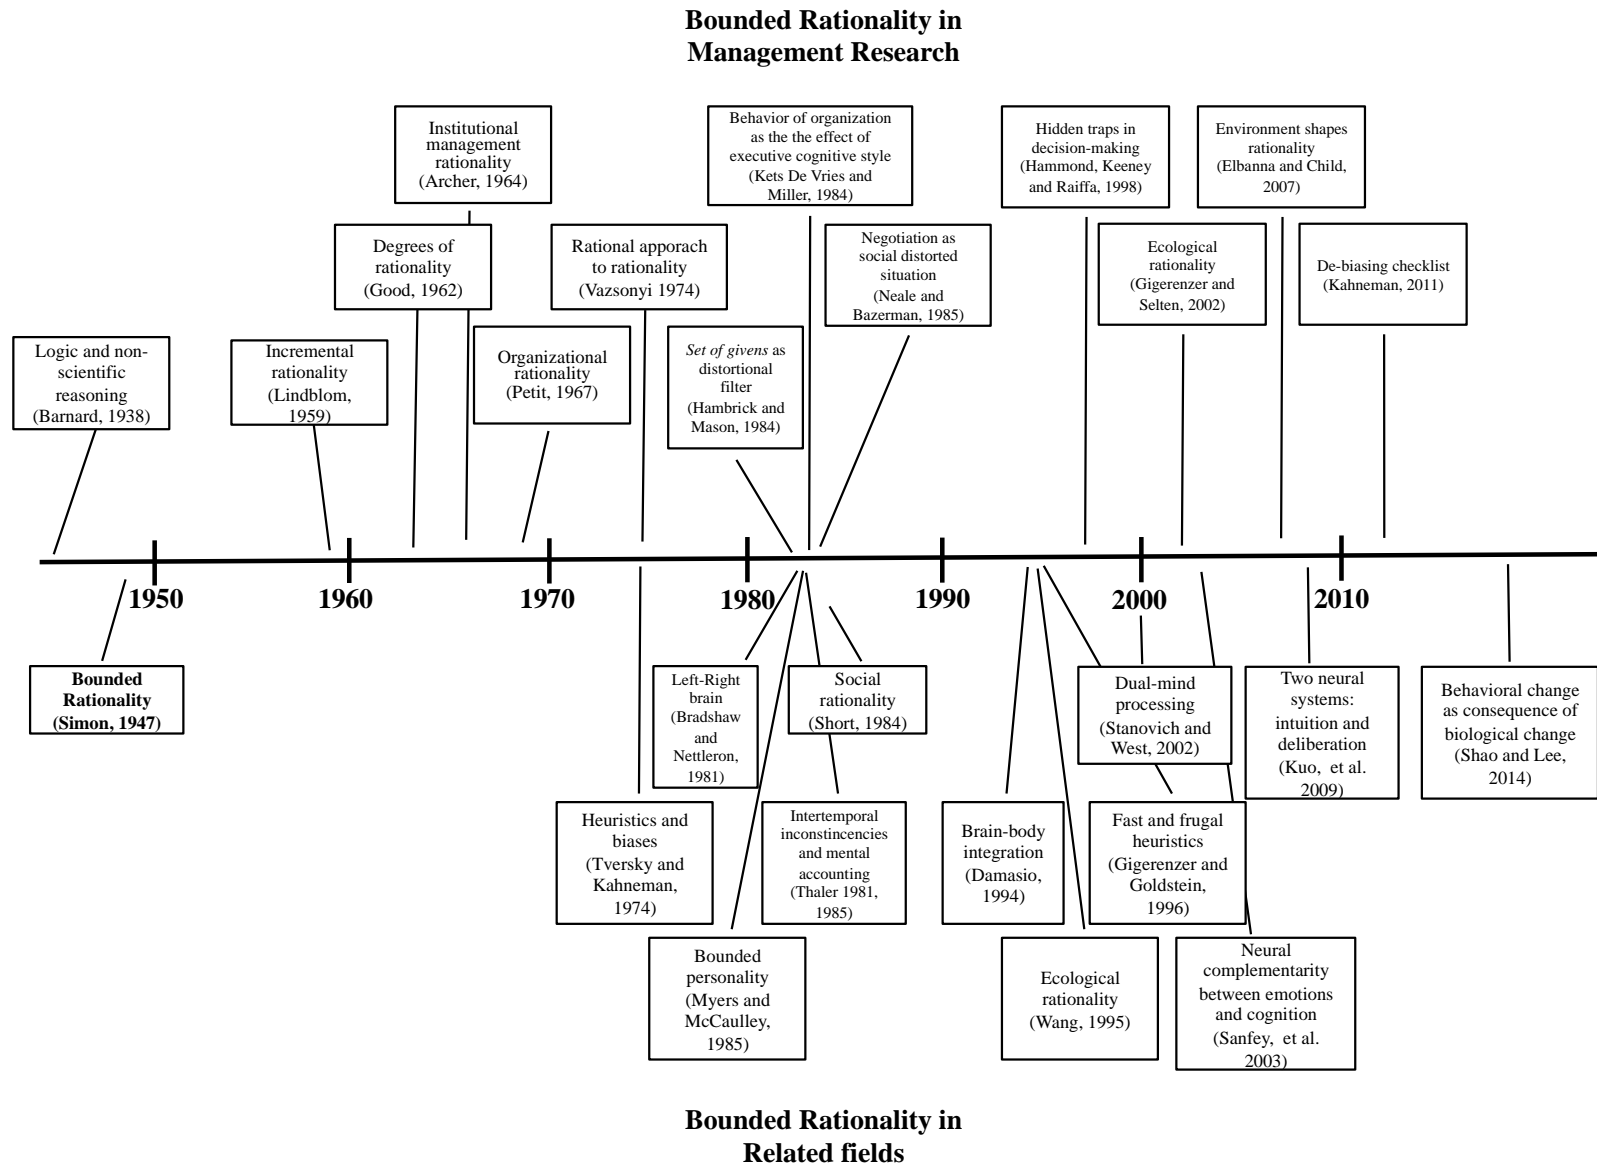 Bounded Rationality in
Management Research
Institutional
management
rationality
(Archer, 1964)
Behavior of organization
as the the effect of
executive cognitive style
(Kets De Vries and
Miller, 1984)
Hidden traps in
decision-making
(Hammond, Keeney
and Raiffa, 1998)
Environment shapes
rationality
(Elbanna and Child,
2007)
Degrees of
rationality
(Good, 1962)
Rational apporach
to rationality
(Vazsonyi 1974)
Negotiation as
social distorted
situation
(Neale and
Bazerman, 1985)
Ecological
rationality
(Gigerenzer and
Selten, 2002)
De-biasing checklist
(Kahneman, 2011)
Logic and non-
scientific
reasoning
(Barnard, 1938)
Incremental
rationality
(Lindblom,
1959)
Organizational
rationality
(Petit, 1967)
Set of givens as
distortional
filter
(Hambrick and
Mason, 1984)
1950
1960
1970
1980
1990
2000
2010
Bounded
Rationality
(Simon, 1947)
Left-Right
brain
(Bradshaw
and
Nettleron,
1981)
Social
rationality
(Short, 1984)
Dual-mind
processing
(Stanovich and
West, 2002)
Two neural
systems:
intuition and
deliberation
(Kuo, et al.
2009)
Behavioral change
as consequence of
biological change
(Shao and Lee,
2014)
Heuristics and
biases
(Tversky and
Kahneman,
1974)
Intertemporal
inconstincencies
and mental
accounting
(Thaler 1981,
1985)
Brain-body
integration
(Damasio,
1994)
Fast and frugal
heuristics
(Gigerenzer and
Goldstein,
1996)
Bounded
personality
(Myers and
McCaulley,
1985)
Ecological
rationality
(Wang, 1995)
Neural
complementarity
between emotions
and cognition
(Sanfey, et al.
2003)
Bounded Rationality in
Related fields